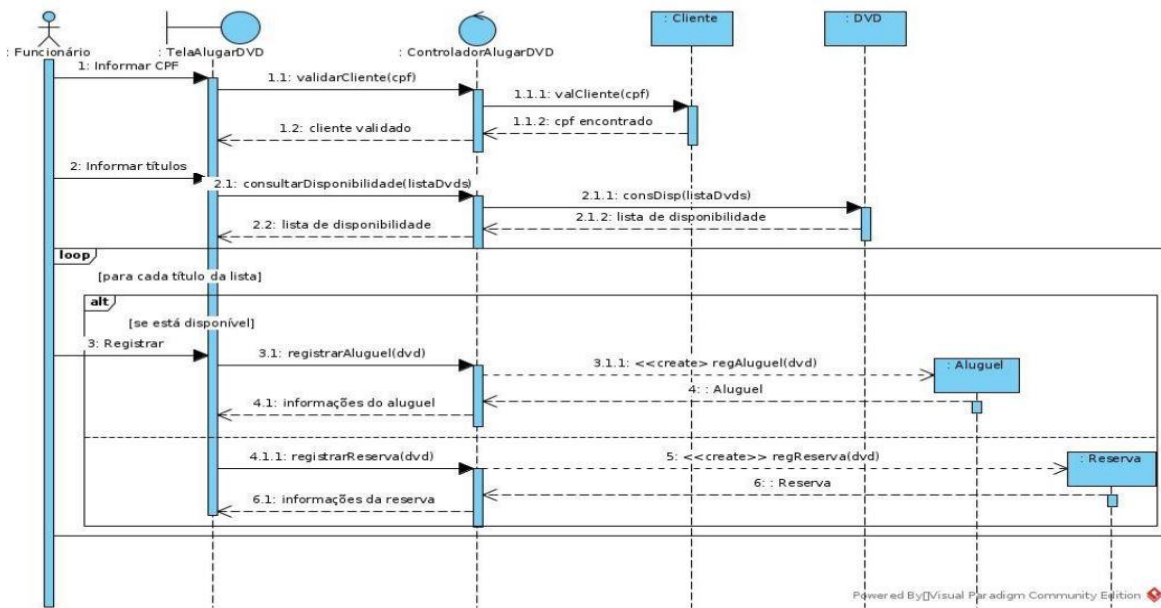 : Cliente
: DVD
: Funcionário
: TelaAlugarDVD
: ControladorAlugarDVD
1: Informar CPF
1.1: validarCliente(cpf)
1.1.1: valCliente(cpf)
1.1.2: cpf encontrado
1.2: cliente validado
2: Informar títulos
2.1: consultarDisponibilidade(listaDvds)
2.1.1: consDisp(listaDvds)
2.1.2: lista de disponibilidade
2.2: lista de disponibilidade
loop
[para cada título da lista]
alt
[se está disponível]
3: Registrar
3.1: registrarAluguel(dvd)
3.1.1: <<create> regAluguel(dvd)
: Aluguel
4: : Aluguel
4.1: informações do aluguel
4.1.1: registrarReserva(dvd)
5: <<create>> regReserva(dvd)
: Reserva
6: : Reserva
6.1: informações da reserva
Powered By▯Visual Paradigm Community Edition